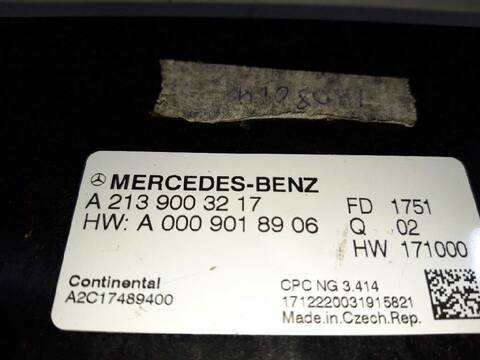 MERCEDES-BENZ
A 213 900 32 17 FD 1751
HW: A 000 901 89 06 Q 02
HW 171000
Continental CPC NG 3.414
A2C17489400 1712220031915821
Made.in.Czech.Rep.